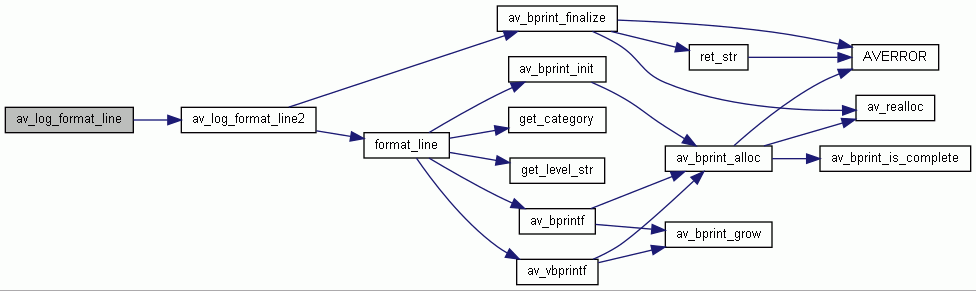 av_log_format_line
av_log_format_line2
av_bprint_finalize
format_line
av_bprint_init
get_category
get_level_str
av_bprintf
av_vbprintf
ret_str
av_bprint_alloc
av_bprint_grow
AVERROR
av_realloc
av_bprint_is_complete